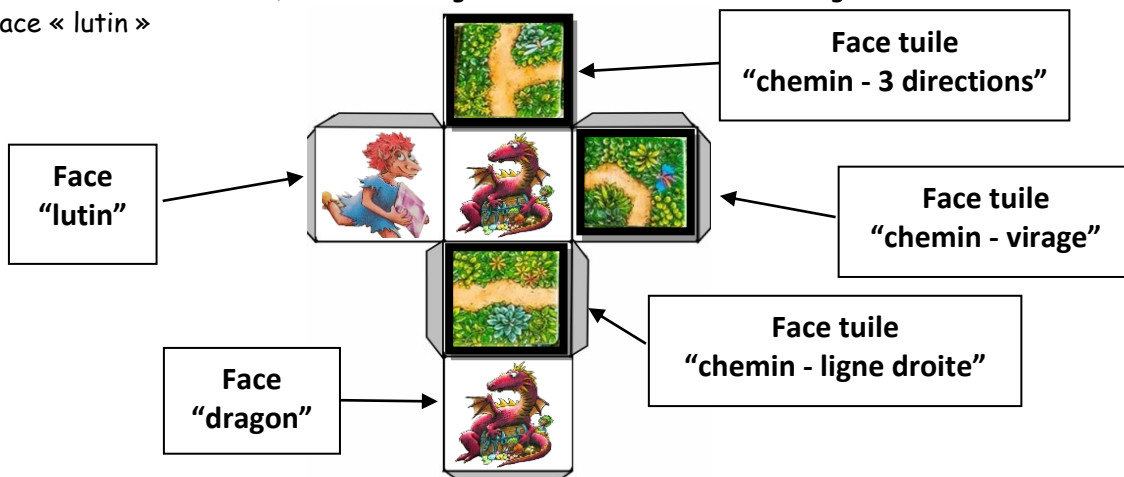 ace « lutin »
Face tuile
“chemin - 3 directions”
Face
“lutin”
Face tuile
“chemin - virage”
Face tuile
“chemin - ligne droite”
Face
“dragon”